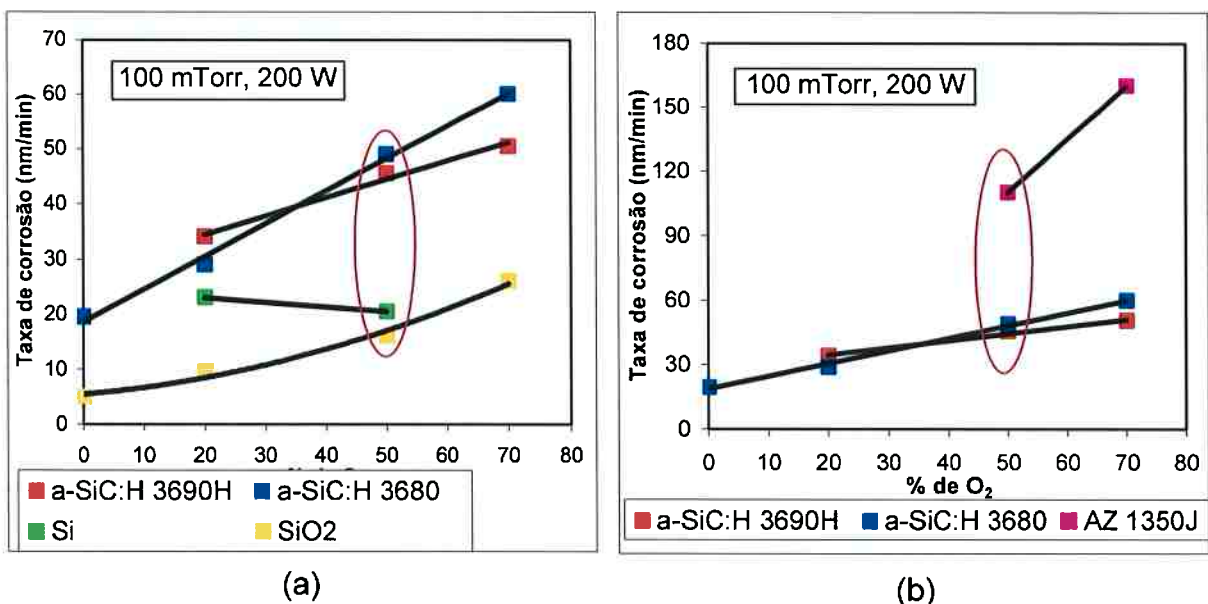 70
60
50
40
30
20
10
0
Taxa de corrosão (nm/min)
100 mTorr, 200 W
0 10 20 30 40 50 60 70 80
a-SiC:H 3690H a-SiC:H 3680
Si SiO2
(a)
180
150
120
90
60
30
0
Taxa de corrosão (nm/min)
100 mTorr, 200 W
0 10 20 30 40 50 60 70 80
% de O₂
a-SiC:H 3690H a-SiC:H 3680 AZ 1350J
(b)